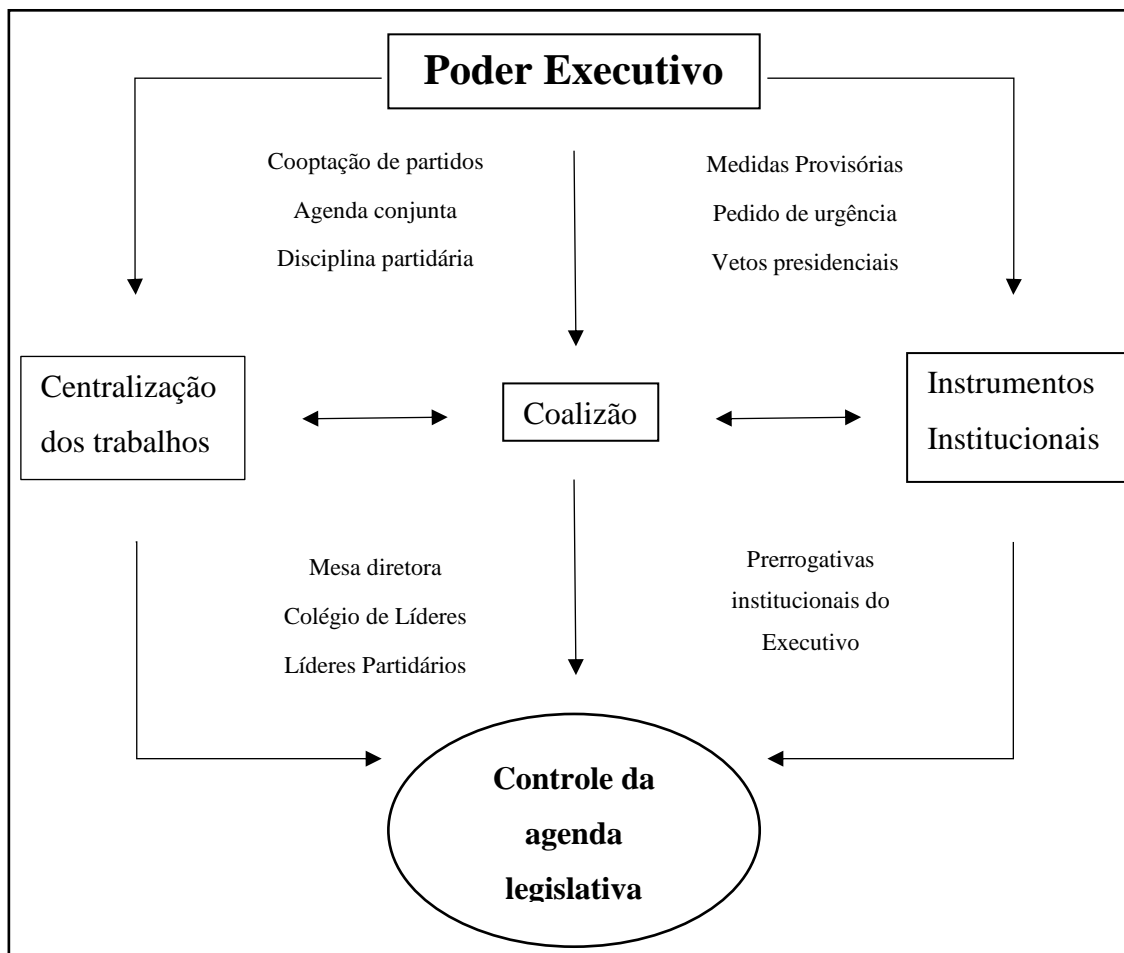 Poder Executivo
Cooptação de partidos
Agenda conjunta
Disciplina partidária
Medidas Provisórias
Pedido de urgência
Vetos presidenciais
Centralização
dos trabalhos
Coalizão
Instrumentos
Institucionais
Mesa diretora
Colégio de Líderes
Líderes Partidários
Prerrogativas
institucionais do
Executivo
Controle da
agenda
legislativa